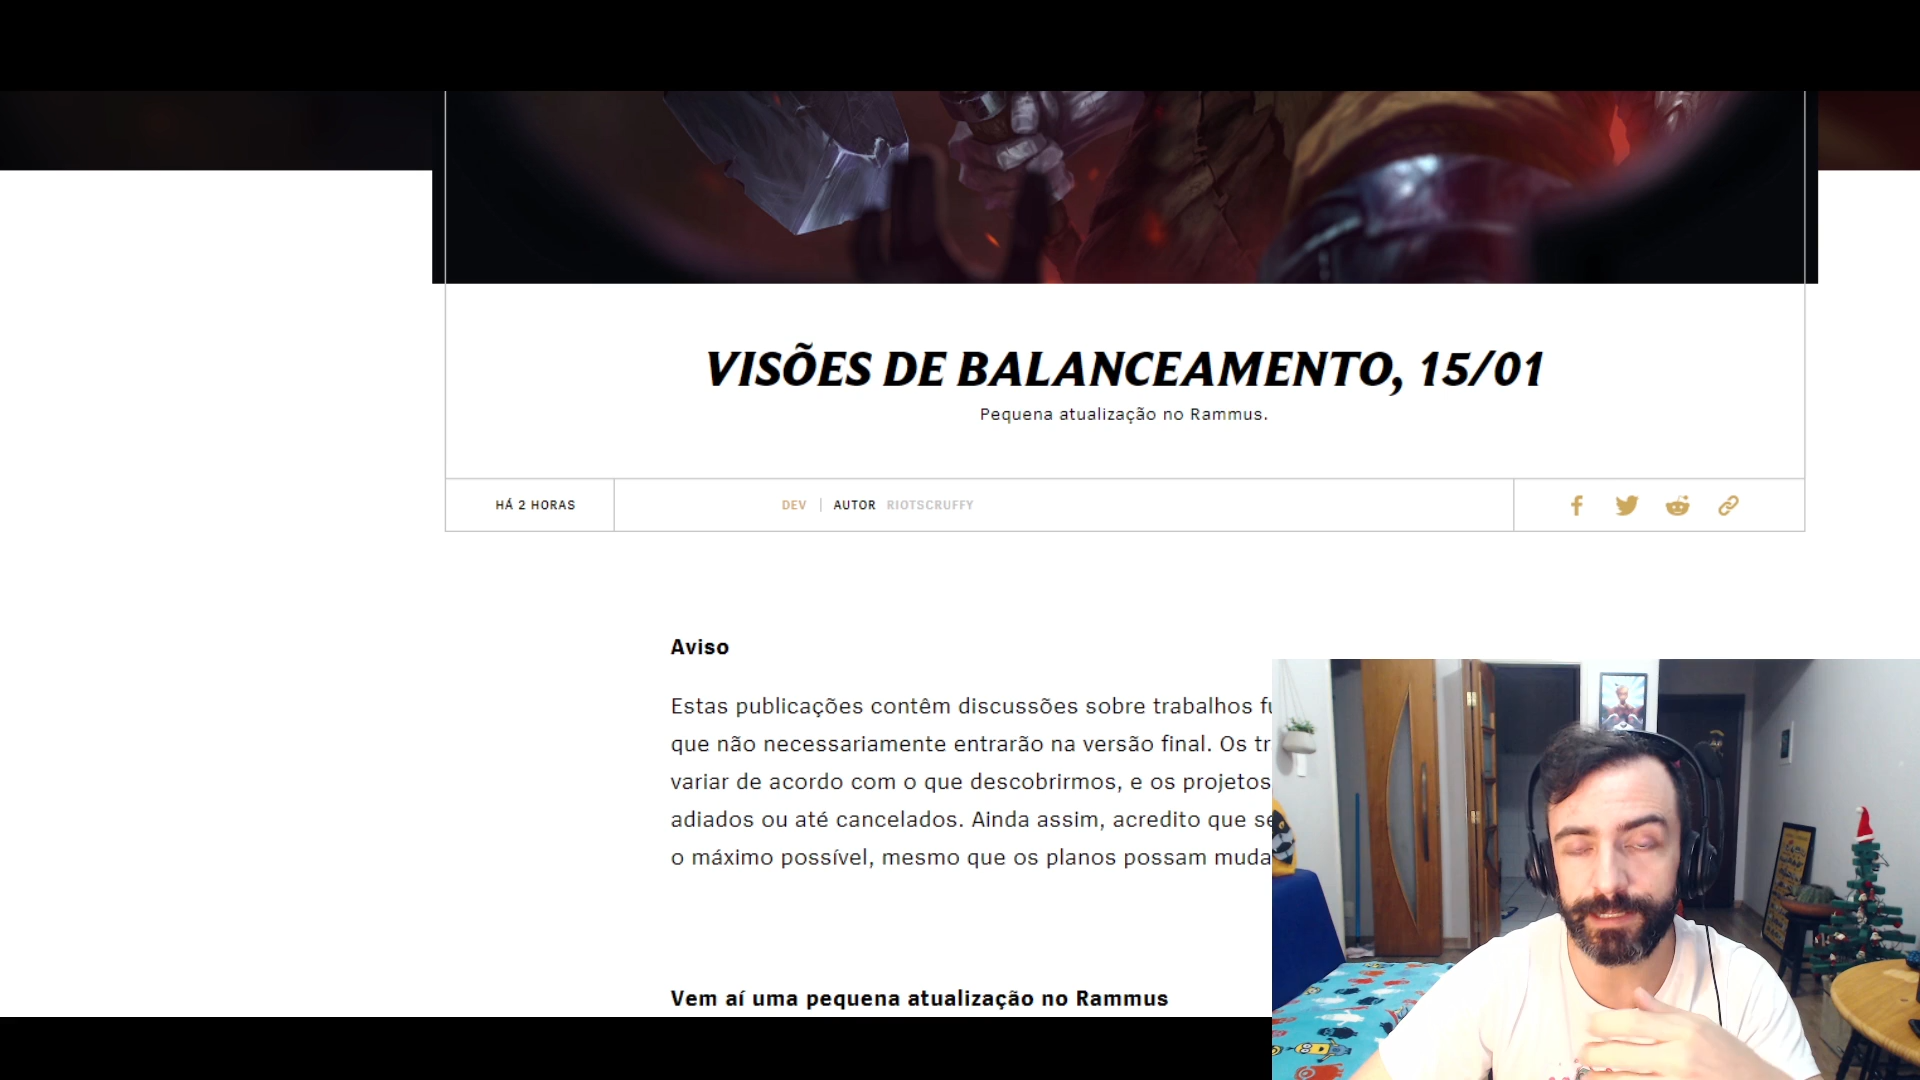 VISÕES DE BALANCEAMENTO, 15/01
Pequena atualização no Rammus.
HÁ 2 HORAS
DEV | AUTOR RIOTSCRUFFY
Aviso
Estas publicações contêm discussões sobre trabalhos
que não necessariamente entrarão na versão final. Os
variar de acordo com o que descobrirmos, e os projetos
adiados ou até cancelados. Ainda assim, acredito que
o máximo possível, mesmo que os planos possam
Vem aí uma pequena atualização no Rammus